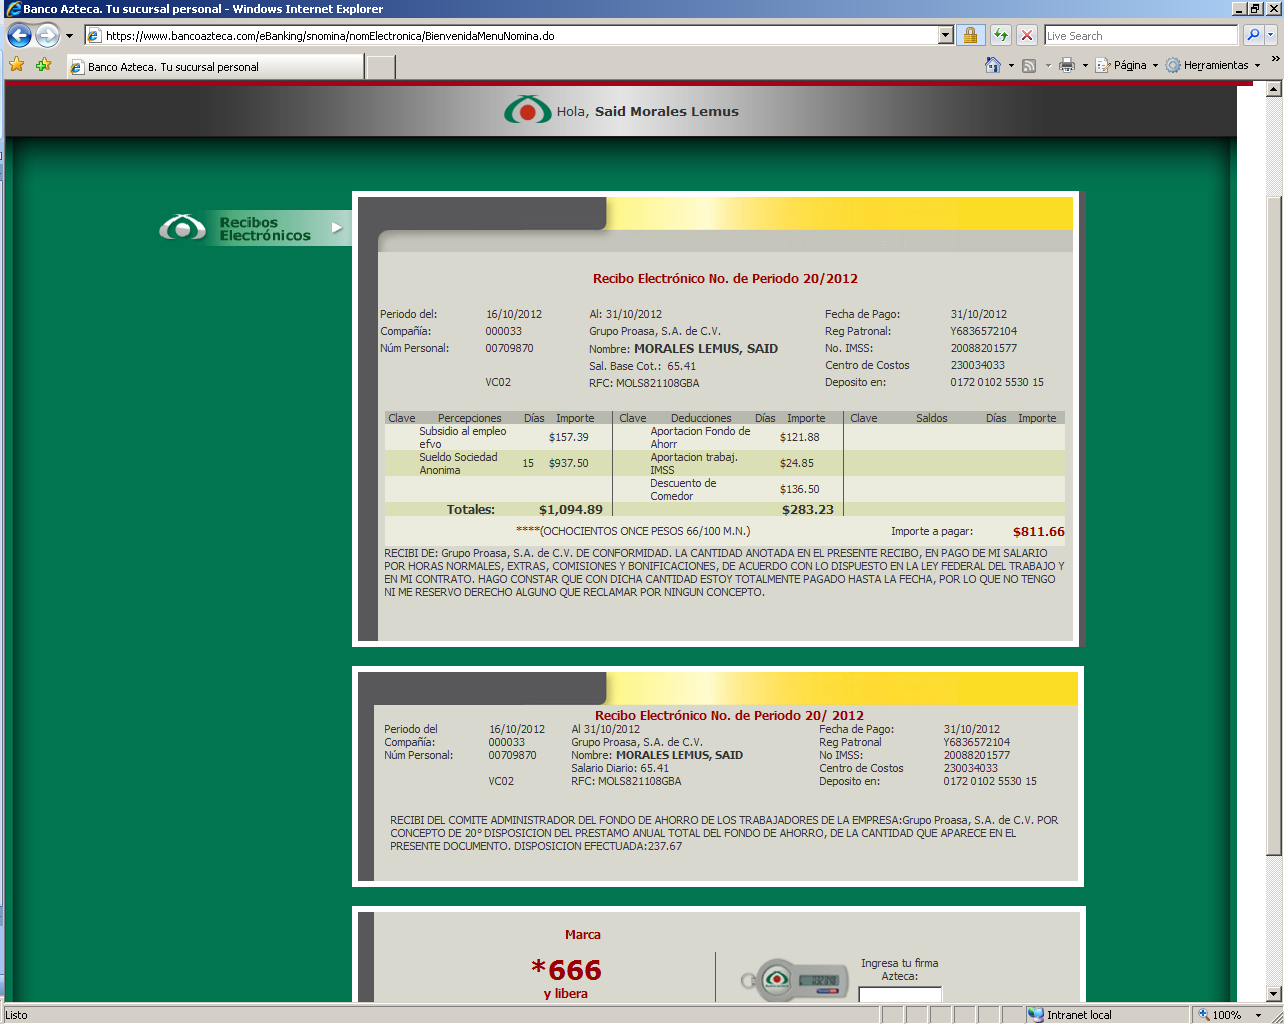 Banco Azteca. Tu sucursal personal - Windows Internet Explorer
https://www.bancoazteca.com/eBanking/snomina/nomElectronica/BienvenidaMenuNomina.do
Live Search
Banco Azteca. Tu sucursal personal
Página
Herramientas
Hola, Said Morales Lemus
Recibos
Electrónicos
Recibo Electrónico No. de Periodo 20/2012
Periodo del: 16/10/2012 Al: 31/10/2012 Fecha de Pago: 31/10/2012
Compañía: 000033 Grupo Proasa, S.A. de C.V. Reg Patronal: Y6836572104
Núm Personal: 00709870 Nombre: MORALES LEMUS, SAID No. IMSS: 20088201577
Sal. Base Cot.: 65.41 Centro de Costos 230034033
VC02 RFC: MOLS821108GBA Deposito en: 0172 0102 5530 15
Clave Percepciones Días Importe Clave Deducciones Días Importe Clave Saldos Días Importe
Subsidio al empleo efvo $157.39 Aportacion Fondo de Ahorr $121.88
Sueldo Sociedad Anonima 15 $937.50 Aportacion trabaj. IMSS $24.85
Descuento de Comedor $136.50
Totales: $1,094.89 $283.23
****(OCHOCIENTOS ONCE PESOS 66/100 M.N.) Importe a pagar: $811.66
RECIBI DE: Grupo Proasa, S.A. de C.V. DE CONFORMIDAD. LA CANTIDAD ANOTADA EN EL PRESENTE RECIBO, EN PAGO DE MI SALARIO
POR HORAS NORMALES, EXTRAS, COMISIONES Y BONIFICACIONES, DE ACUERDO CON LO DISPUESTO EN LA LEY FEDERAL DEL TRABAJO Y
EN MI CONTRATO. HAGO CONSTAR QUE CON DICHA CANTIDAD ESTOY TOTALMENTE PAGADO HASTA LA FECHA, POR LO QUE NO TENGO
NI ME RESERVO DERECHO ALGUNO QUE RECLAMAR POR NINGUN CONCEPTO.
Recibo Electrónico No. de Periodo 20/ 2012
Periodo del 16/10/2012 Al 31/10/2012 Fecha de Pago: 31/10/2012
Compañía: 000033 Grupo Proasa, S.A. de C.V. Reg Patronal Y6836572104
Núm Personal: 00709870 Nombre: MORALES LEMUS, SAID No IMSS: 20088201577
Salario Diario: 65.41 Centro de Costos 230034033
VC02 RFC: MOLS821108GBA Deposito en: 0172 0102 5530 15
RECIBI DEL COMITE ADMINISTRADOR DEL FONDO DE AHORRO DE LOS TRABAJADORES DE LA EMPRESA:Grupo Proasa, S.A. de C.V. POR
CONCEPTO DE 20° DISPOSICION DEL PRESTAMO ANUAL TOTAL DEL FONDO DE AHORRO, DE LA CANTIDAD QUE APARECE EN EL
PRESENTE DOCUMENTO. DISPOSICION EFECTUADA:237.67
Marca
*666
y libera
Ingresa tu firma
Azteca:
Listo
Intranet local
100%